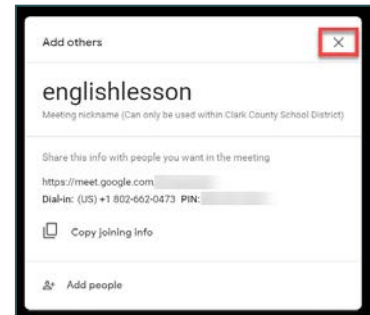 Add others
englishlesson
Meeting nickname (Can only be used within Clark County School District)
Share this info with people you want in the meeting
https://meet.google.com
Dial-in: (US) +1 802-662-0473 PIN:
Copy joining info
Add people